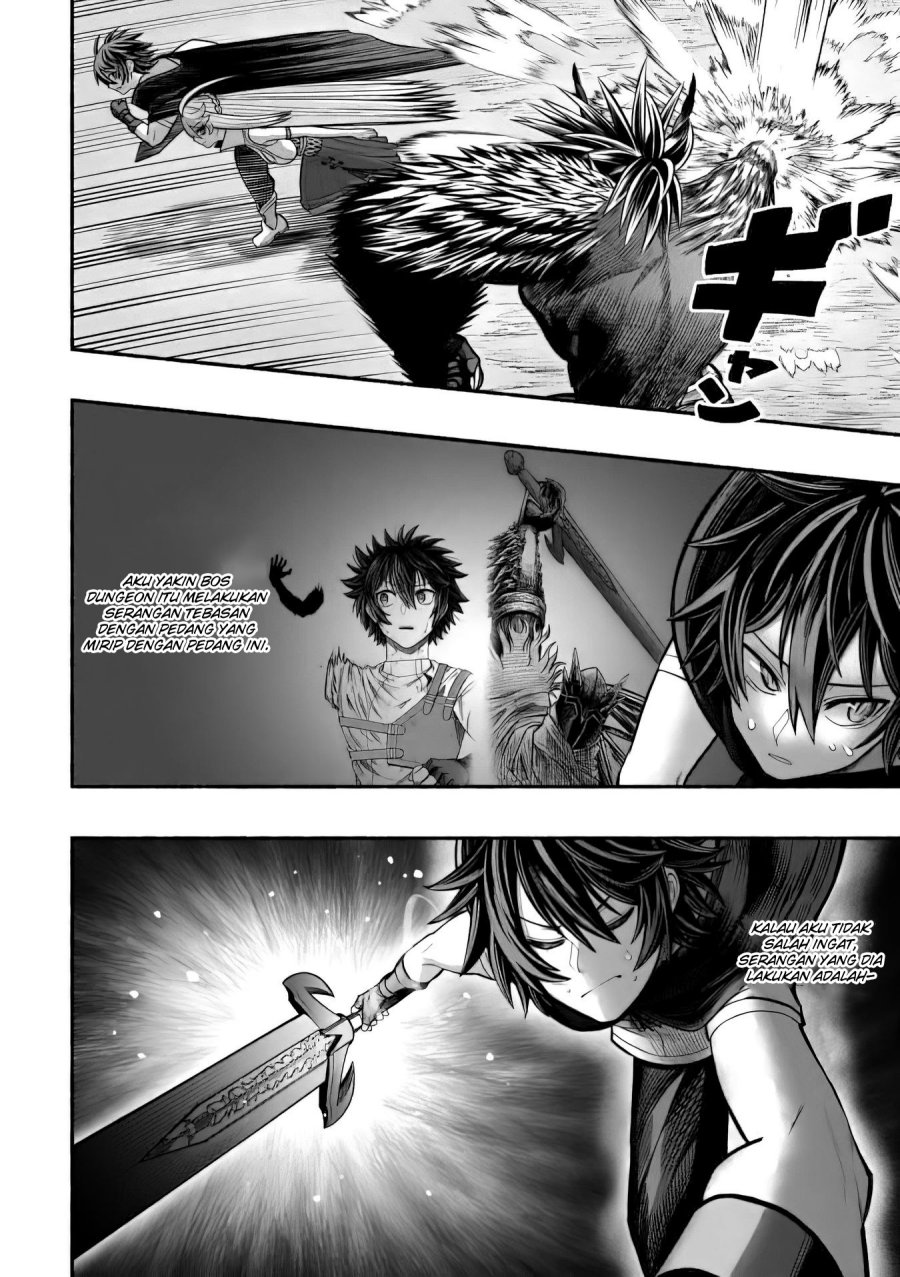 ギャン
AKU YAKIN BOS
DUNGEON ITU MELAKUKAN
SERANGAN TEBASAN
DENGAN PEDANG YANG
MIRIP DENGAN PEDANG INI.
KALAU AKU TIDAK
SALAH INGAT,
SERANGAN YANG DIA
LAKUKAN ADALAH-